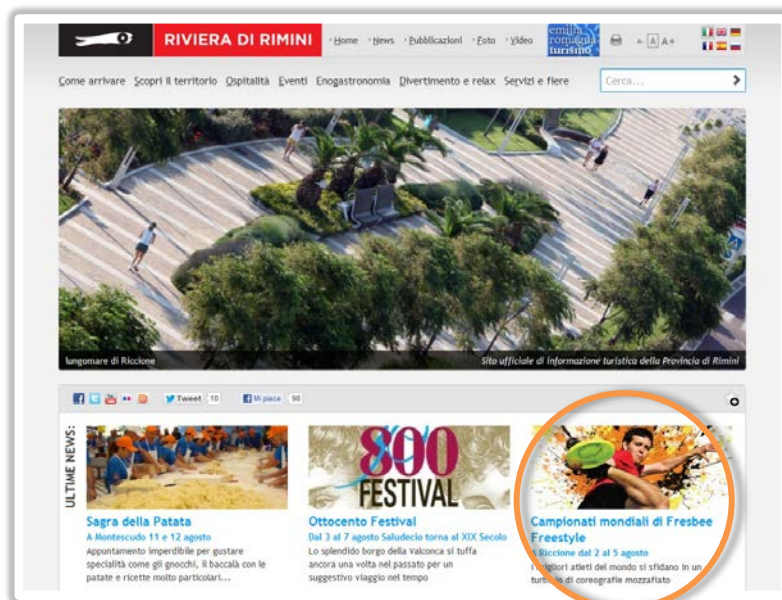 RIVIERA DI RIMINI
Home News Pubblicazioni Foto Video
emilia
romagna
turismo
A- A A+
Come arrivare Scopri il territorio Ospitalità Eventi Enogastronomia Divertimento e relax Servizi e fiere
Cerca...
lungomare di Riccione
Sito ufficiale di informazione turistica della Provincia di Rimini
Tweet 10 Mi piace
ULTIME NEWS:
800
FESTIVAL
Sagra della Patata
A Montescudo 11 e 12 agosto
Appuntamento imperdibile per gustare
specialità come gli gnocchi, il baccalà con le
patate e ricette molto particolari...
Ottocento Festival
Dal 3 al 7 agosto Saludecio torna al XIX Secolo
Lo splendido borgo della Valconca si tuffa
ancora una volta nel passato per un
suggestivo viaggio nel tempo
Campionati mondiali di Fresbee
Freestyle
A Riccione dal 2 al 5 agosto
I migliori atleti del mondo si sfidano in un
turbinio di coreografie mozzafiato